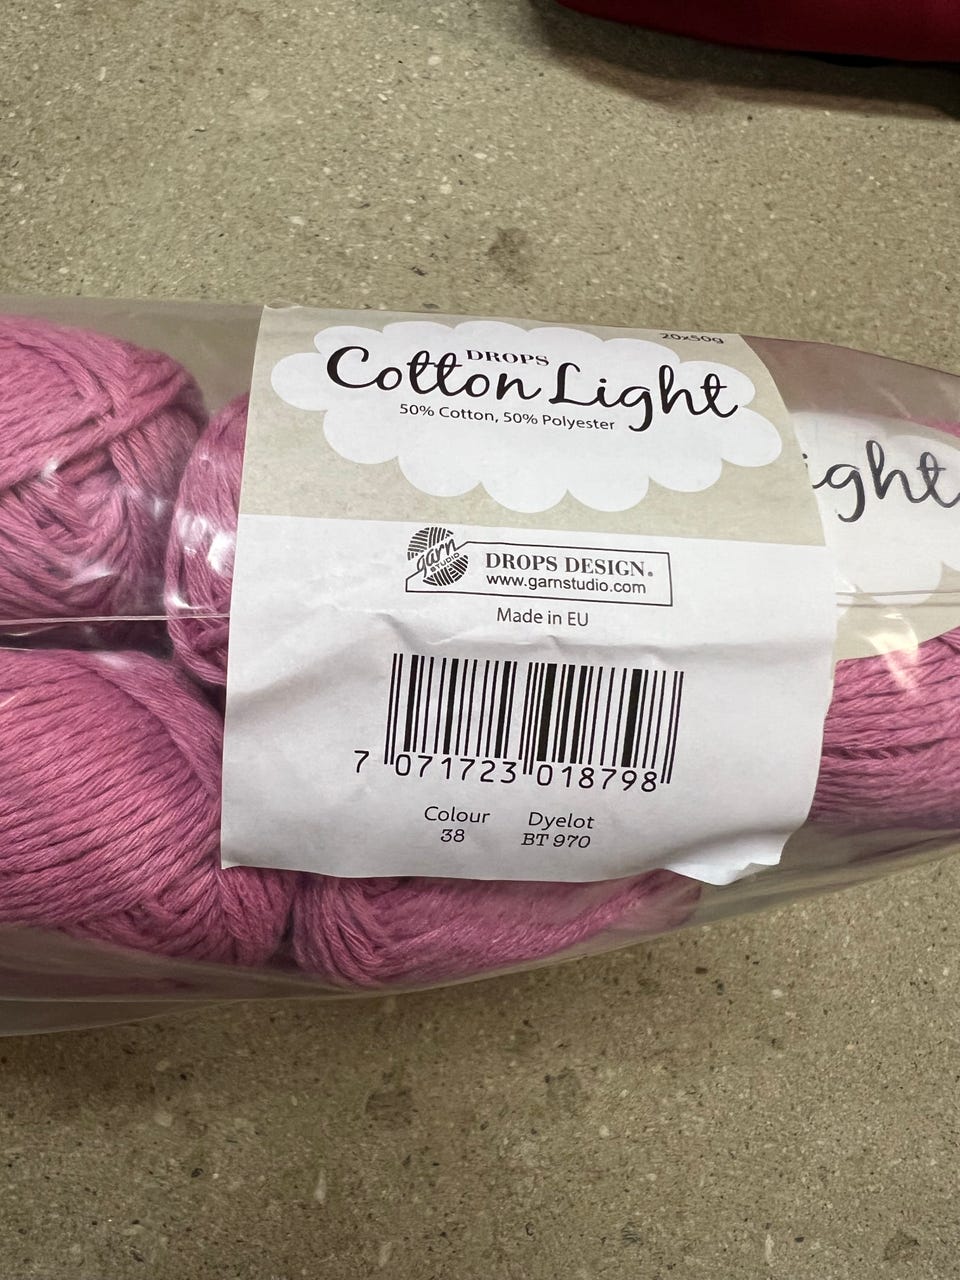 20x50g
DROPS
Cotton Light
50% Cotton, 50% Polyester
ight
garn
STUDIO
DROPS DESIGN®
www.garnstudio.com
Made in EU
7 071723 018798
Colour Dyelot
38 BT 970